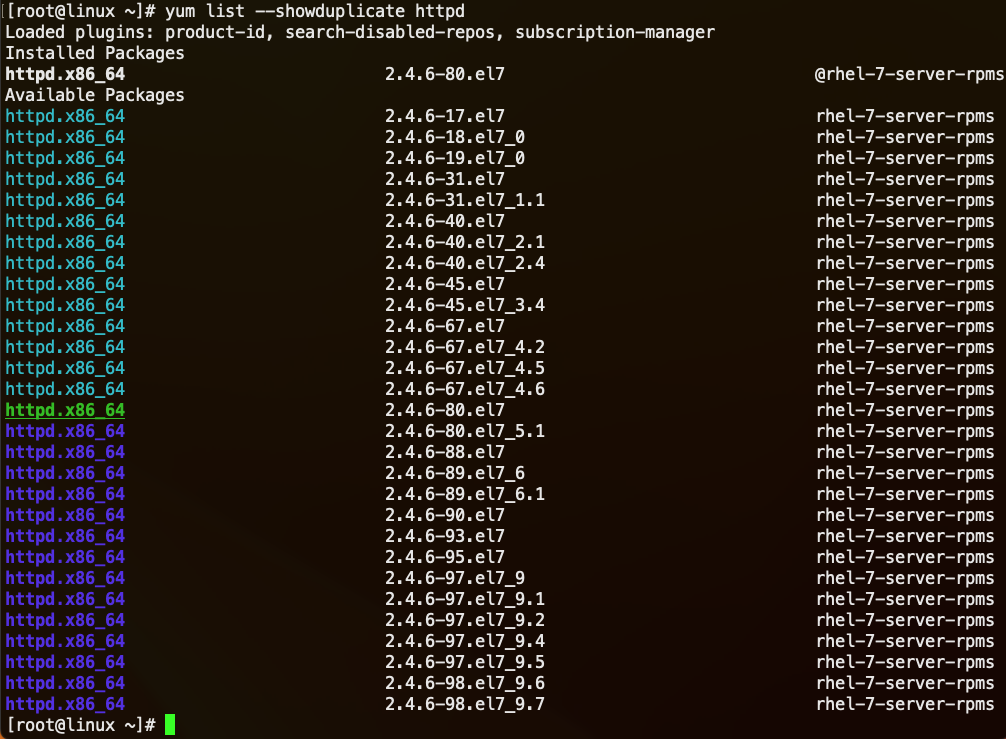 [root@linux ~]# yum list --showduplicate httpd
Loaded plugins: product-id, search-disabled-repos, subscription-manager
Installed Packages
httpd.x86_64 2.4.6-80.el7 @rhel-7-server-rpms
Available Packages
httpd.x86_64 2.4.6-17.el7 rhel-7-server-rpms
httpd.x86_64 2.4.6-18.el7_0 rhel-7-server-rpms
httpd.x86_64 2.4.6-19.el7_0 rhel-7-server-rpms
httpd.x86_64 2.4.6-31.el7 rhel-7-server-rpms
httpd.x86_64 2.4.6-31.el7_1.1 rhel-7-server-rpms
httpd.x86_64 2.4.6-40.el7 rhel-7-server-rpms
httpd.x86_64 2.4.6-40.el7_2.1 rhel-7-server-rpms
httpd.x86_64 2.4.6-40.el7_2.4 rhel-7-server-rpms
httpd.x86_64 2.4.6-45.el7 rhel-7-server-rpms
httpd.x86_64 2.4.6-45.el7_3.4 rhel-7-server-rpms
httpd.x86_64 2.4.6-67.el7 rhel-7-server-rpms
httpd.x86_64 2.4.6-67.el7_4.2 rhel-7-server-rpms
httpd.x86_64 2.4.6-67.el7_4.5 rhel-7-server-rpms
httpd.x86_64 2.4.6-67.el7_4.6 rhel-7-server-rpms
httpd.x86_64 2.4.6-80.el7 rhel-7-server-rpms
httpd.x86_64 2.4.6-80.el7_5.1 rhel-7-server-rpms
httpd.x86_64 2.4.6-88.el7 rhel-7-server-rpms
httpd.x86_64 2.4.6-89.el7_6 rhel-7-server-rpms
httpd.x86_64 2.4.6-89.el7_6.1 rhel-7-server-rpms
httpd.x86_64 2.4.6-90.el7 rhel-7-server-rpms
httpd.x86_64 2.4.6-93.el7 rhel-7-server-rpms
httpd.x86_64 2.4.6-95.el7 rhel-7-server-rpms
httpd.x86_64 2.4.6-97.el7_9 rhel-7-server-rpms
httpd.x86_64 2.4.6-97.el7_9.1 rhel-7-server-rpms
httpd.x86_64 2.4.6-97.el7_9.2 rhel-7-server-rpms
httpd.x86_64 2.4.6-97.el7_9.4 rhel-7-server-rpms
httpd.x86_64 2.4.6-97.el7_9.5 rhel-7-server-rpms
httpd.x86_64 2.4.6-98.el7_9.6 rhel-7-server-rpms
httpd.x86_64 2.4.6-98.el7_9.7 rhel-7-server-rpms
[root@linux ~]#